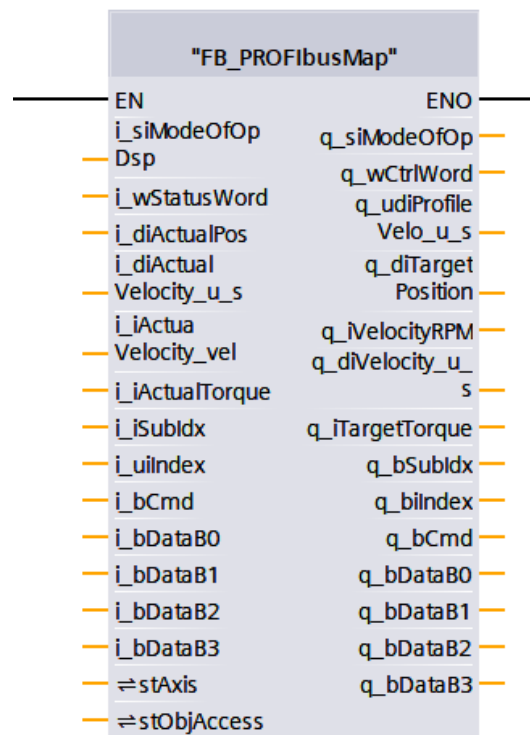 "FB_PROFIbusMap"
EN
ENO
i_siModeOfOp
Dsp
q_siModeOfOp
i_wStatusWord
q_wCtrlWord
i_diActualPos
q_udiProfile
Velo_u_s
i_diActual
Velocity_u_s
q_diTarget
Position
i_iActua
Velocity_vel
q_iVelocityRPM
i_iActualTorque
q_diVelocity_u_
s
i_iSubIdx
q_iTargetTorque
i_uiIndex
q_bSubIdx
i_bCmd
q_biIndex
i_bDataB0
q_bCmd
i_bDataB1
q_bDataB0
i_bDataB2
q_bDataB1
i_bDataB3
q_bDataB2
⇌stAxis
q_bDataB3
⇌stObjAccess